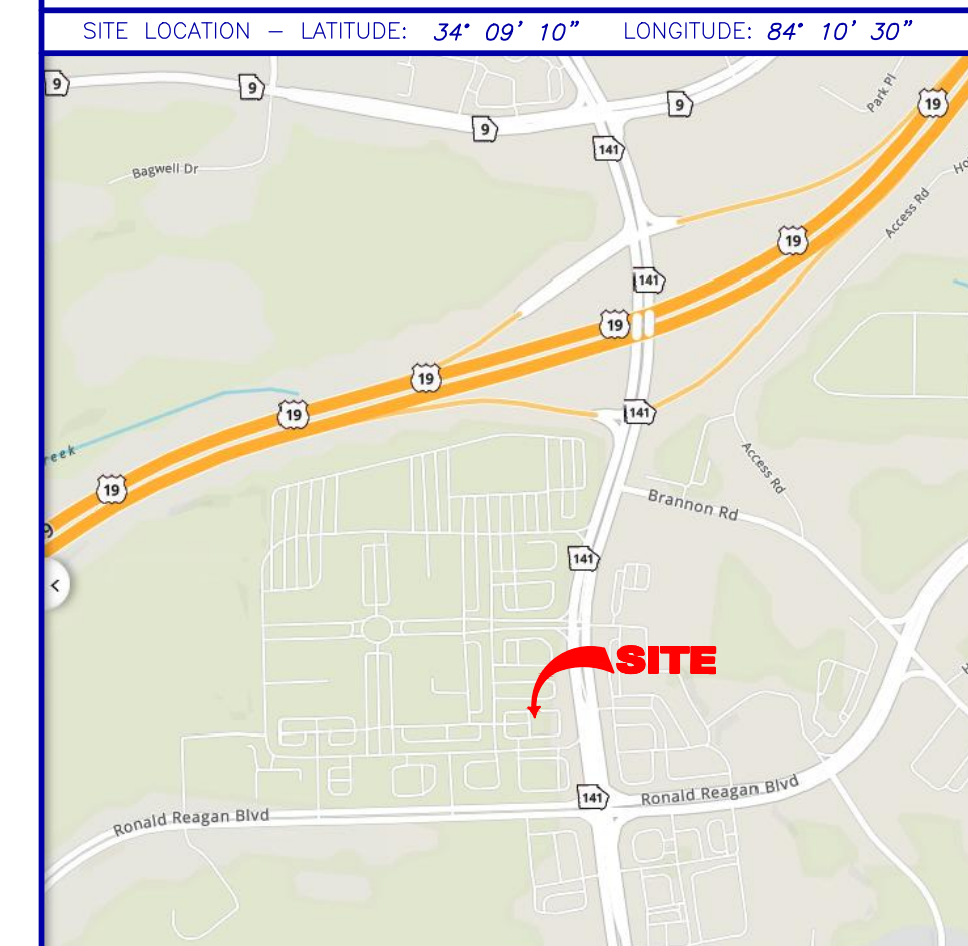 SITE LOCATION – LATITUDE: 34° 09' 10" LONGITUDE: 84° 10' 30"
9
9
9
9
19
Park Pl
141
Bagwell Dr
Access Rd
19
141
19
19
19
141
19
Access Rd
Brannon Rd
9
141
SITE
141
Ronald Reagan Blvd
Ronald Reagan Blvd